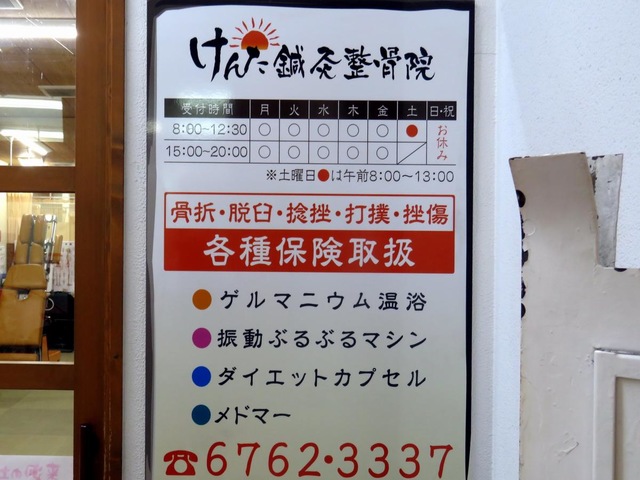 けんた鍼灸整骨院
受付時間 月 火 水 木 金 土 日・祝
8:00~12:30 ○ ○ ○ ○ ○ ● お休み
15:00~20:00 ○ ○ ○ ○ ○ ／
※土曜日●は午前8:00~13:00
骨折・脱臼・捻挫・打撲・挫傷
各種保険取扱
●ゲルマニウム温浴
●振動ぶるぶるマシン
●ダイエットカプセル
●メドマー
☎6762・3337